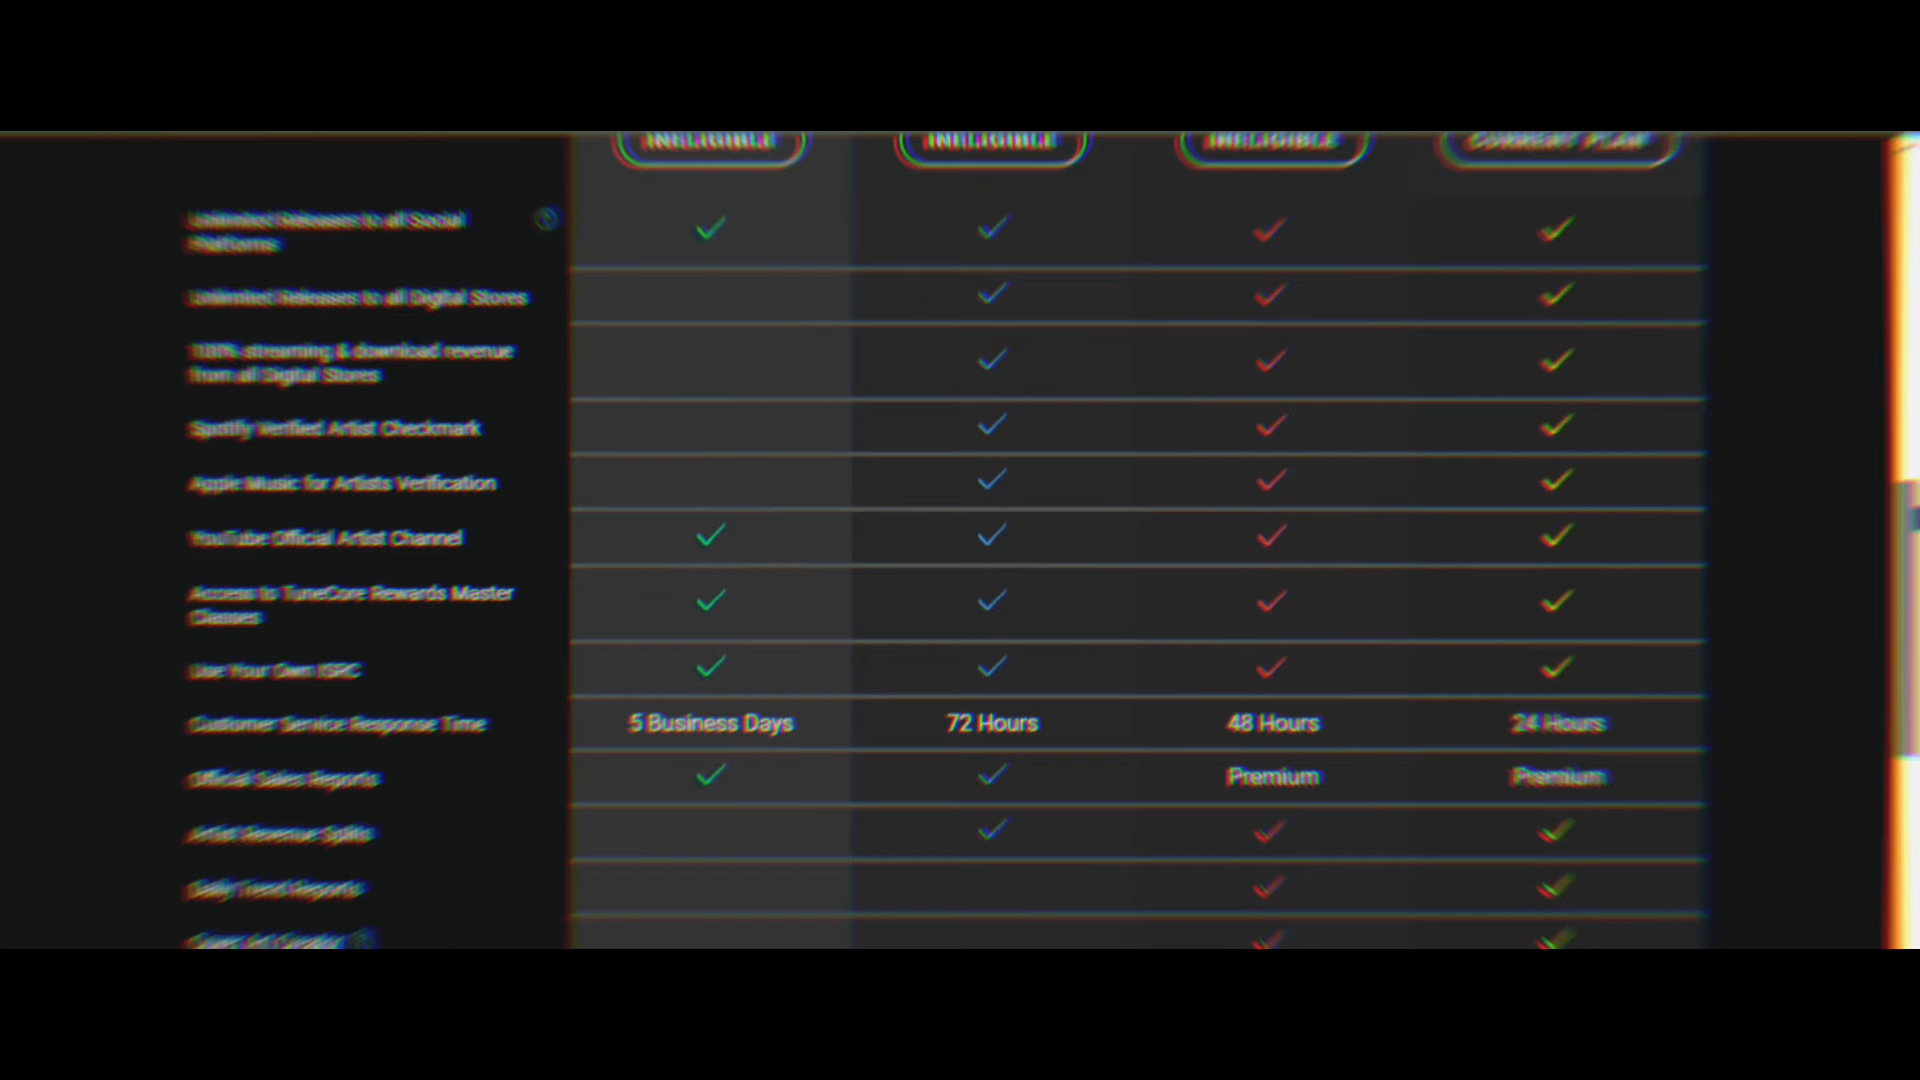 INELIGIBLE INELIGIBLE INELIGIBLE CURRENT PLAN
Unlimited Releases to all Social
Platforms
Unlimited Releases to all Digital Stores
100% streaming & download revenue
from all Digital Stores
Spotify Verified Artist Checkmark
Apple Music for Artists Verification
YouTube Official Artist Channel
Access to TuneCore Rewards Master
Classes
Use Your Own ISRC
Customer Service Response Time 5 Business Days 72 Hours 48 Hours 24 Hours
Official Sales Reports Premium Premium
Artist Revenue Splits
Daily Trend Reports
Cover Art Creator